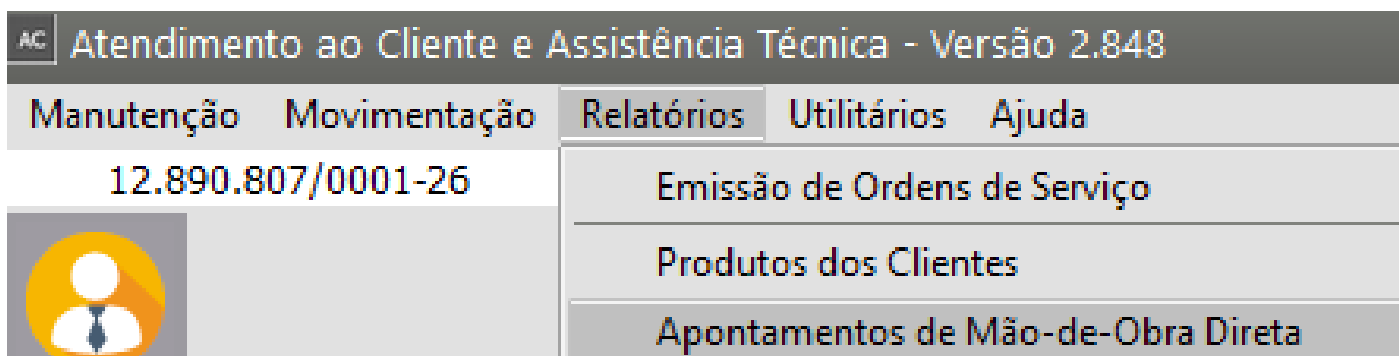 AC Atendimento ao Cliente e Assistência Técnica - Versão 2.848
Manutenção Movimentação Relatórios Utilitários Ajuda
12.890.807/0001-26
Emissão de Ordens de Serviço
Produtos dos Clientes
Apontamentos de Mão-de-Obra Direta